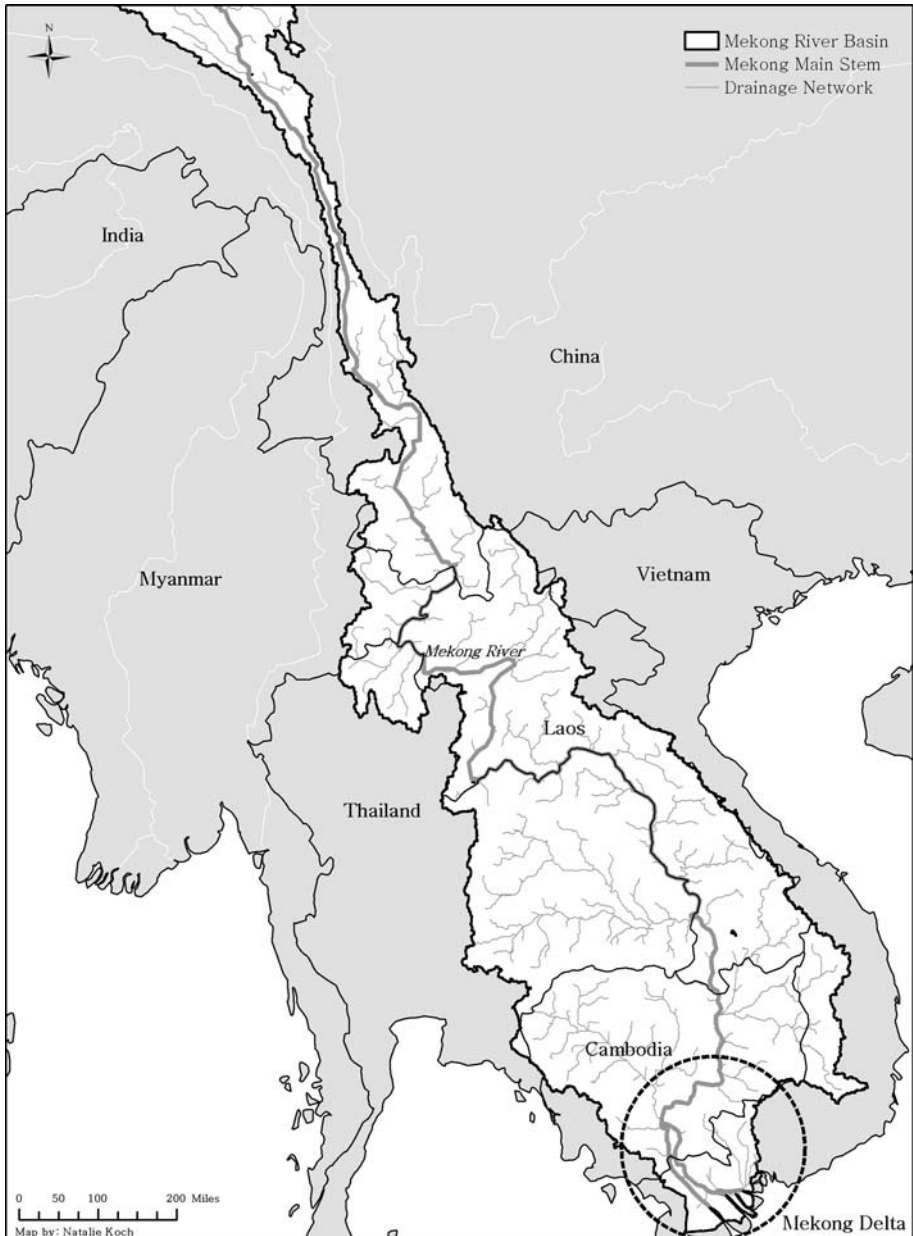 N
Mekong River Basin
Mekong Main Stem
Drainage Network
India
China
Myanmar
Vietnam
Mekong River
Laos
Thailand
Cambodia
0 50 100 200 Miles
Mekong Delta
Map by: Natalie Koch